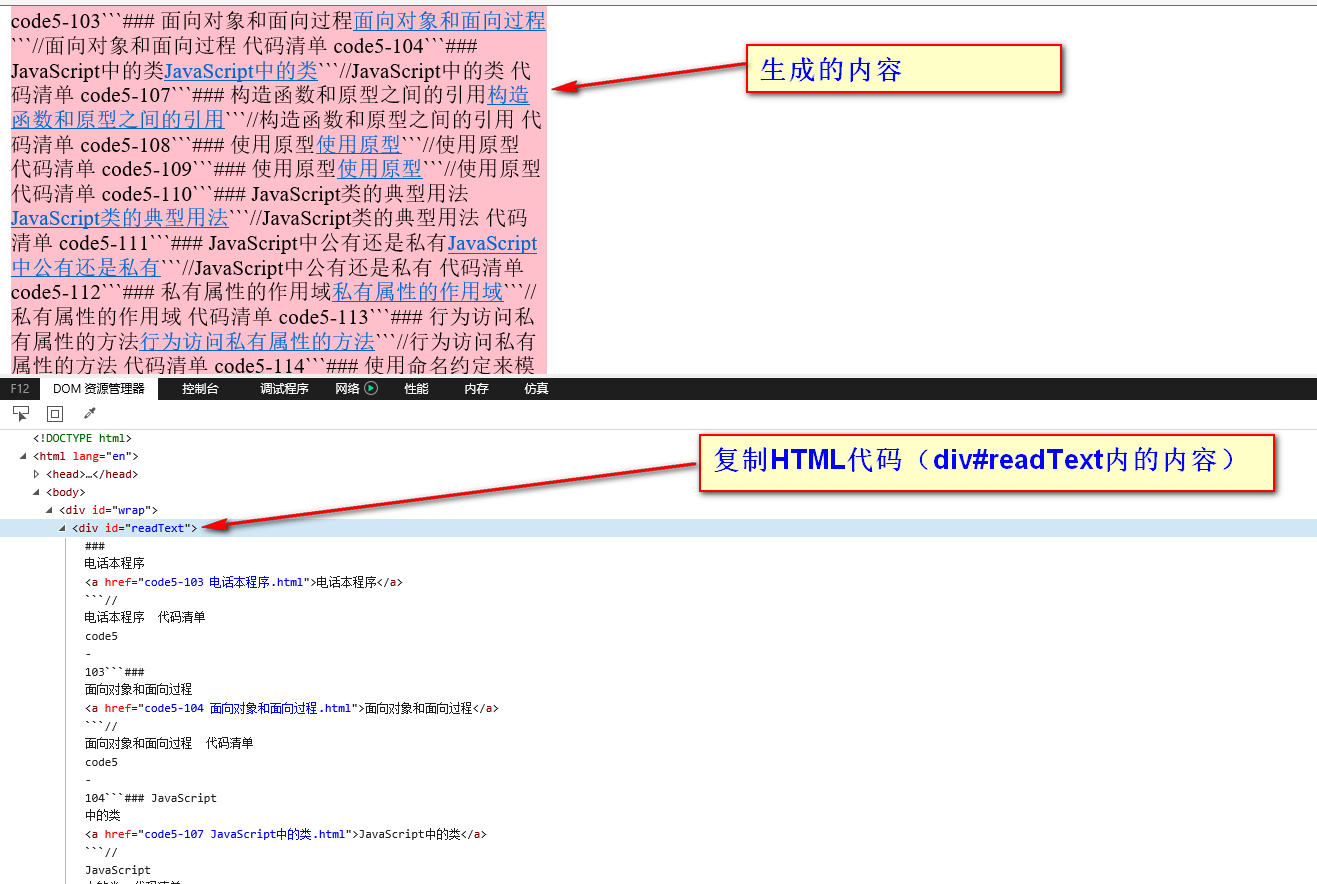 code5-103```### 面向对象和面向过程面向对象和面向过程
```//面向对象和面向过程 代码清单 code5-104```###
JavaScript中的类JavaScript中的类```//JavaScript中的类 代
码清单 code5-107```### 构造函数和原型之间的引用构造
函数和原型之间的引用```//构造函数和原型之间的引用 代
码清单 code5-108```### 使用原型使用原型```//使用原型
代码清单 code5-109```### 使用原型使用原型```//使用原型
代码清单 code5-110```### JavaScript类的典型用法
JavaScript类的典型用法```//JavaScript类的典型用法 代码
清单 code5-111```### JavaScript中公有还是私有JavaScript
中公有还是私有```//JavaScript中公有还是私有 代码清单
code5-112```### 私有属性的作用域私有属性的作用域```//
私有属性的作用域 代码清单 code5-113```### 行为访问私
有属性的方法行为访问私有属性的方法```//行为访问私有
属性的方法 代码清单 code5-114```### 使用命名约定来模
生成的内容
F12 DOM 资源管理器 控制台 调试程序 网络 性能 内存 仿真
<!DOCTYPE html>
<html lang="en">
<head>…</head>
<body>
<div id="wrap">
<div id="readText">
复制HTML代码（div#readText内的内容）
###
电话本程序
<a href="code5-103 电话本程序.html">电话本程序</a>
```//
电话本程序 代码清单
code5
-
103```###
面向对象和面向过程
<a href="code5-104 面向对象和面向过程.html">面向对象和面向过程</a>
```//
面向对象和面向过程 代码清单
code5
-
104```### JavaScript
中的类
<a href="code5-107 JavaScript中的类.html">JavaScript中的类</a>
```//
JavaScript
中的类 代码清单